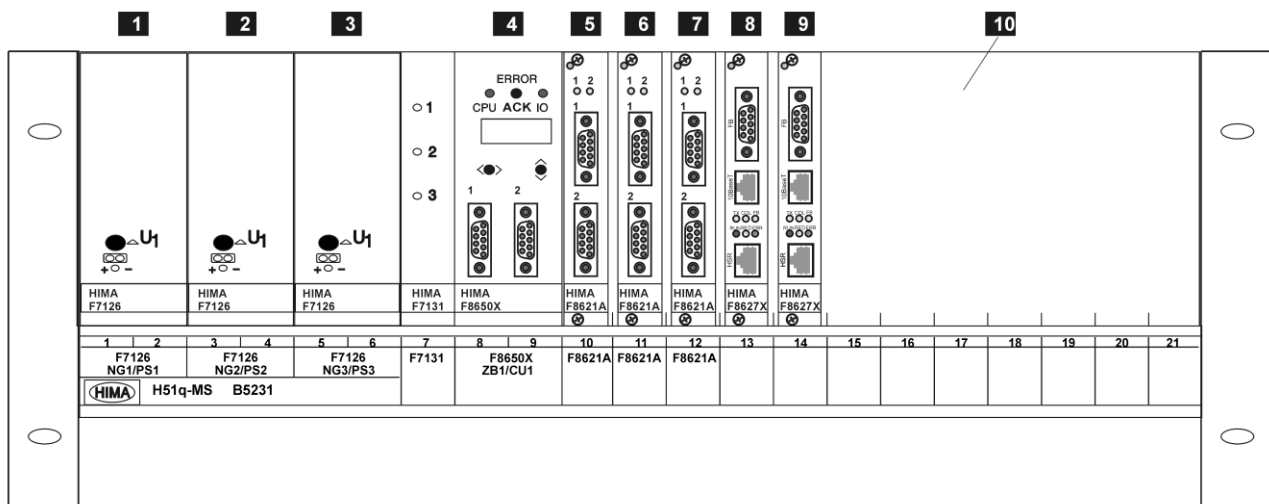 1 2 3 4 5 6 7 8 9 10
ERROR
CPU ACK IO
1
2
3
1 2
1 2
1
2
1 2
1
2
1 2
1
2
FB
10BaseT
TX COL FB
RUN RED ERR
HSR
FB
10BaseT
TX COL FB
RUN RED ERR
HSR
U1
+ −
U1
+ −
U1
+ −
HIMA
F7126
HIMA
F7126
HIMA
F7126
HIMA
F7131
HIMA
F8650X
HIMA
F8621A
HIMA
F8621A
HIMA
F8621A
HIMA
F8627X
HIMA
F8627X
1 2 3 4 5 6 7 8 9 10 11 12 13 14 15 16 17 18 19 20 21
F7126 F7126 F7126 F7131 F8650X F8621A F8621A F8621A
NG1/PS1 NG2/PS2 NG3/PS3 ZB1/CU1
HIMA H51q-MS B5231